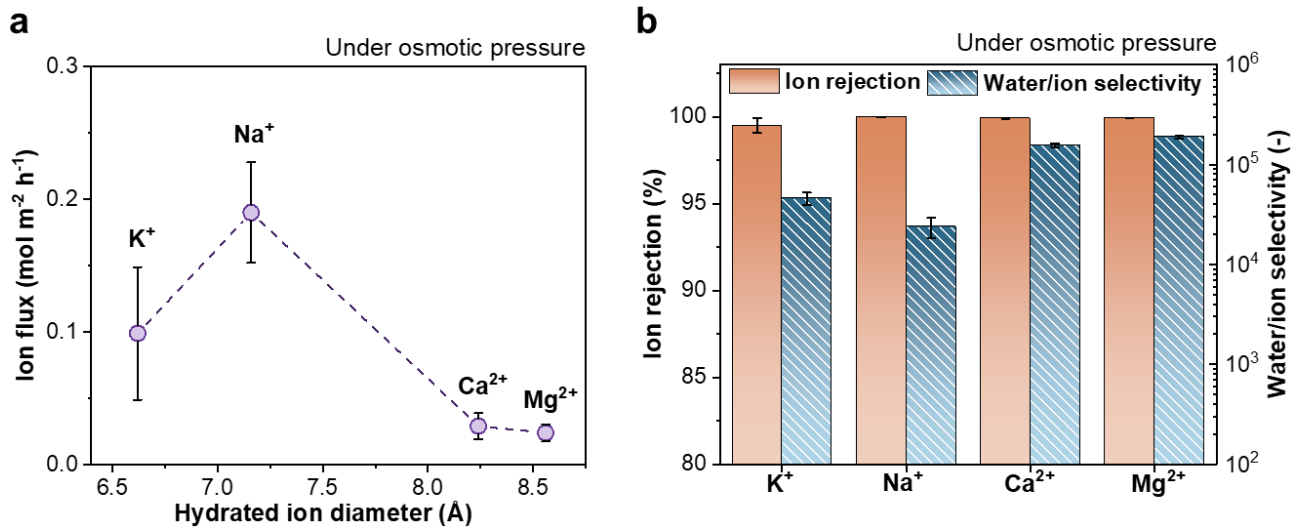 a
Under osmotic pressure
Ion flux (mol m⁻² h⁻¹)
0.3
0.2
0.1
0.0
K⁺
Na⁺
Ca²⁺
Mg²⁺
6.5 7.0 7.5 8.0 8.5
Hydrated ion diameter (Å)
b
Under osmotic pressure
Ion rejection Water/ion selectivity
Ion rejection (%)
100
95
90
85
80
10⁶
10⁵
10⁴
10³
10²
Water/ion selectivity (-)
K⁺ Na⁺ Ca²⁺ Mg²⁺